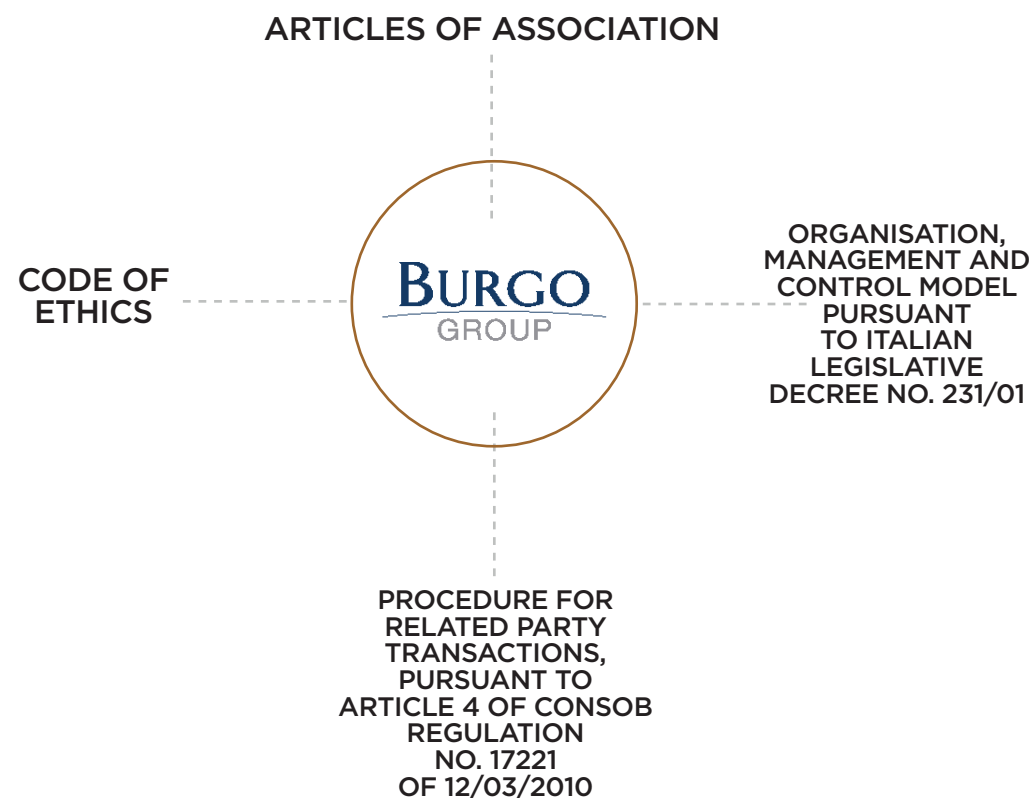 ARTICLES OF ASSOCIATION
CODE OF
ETHICS
BURGO
GROUP
ORGANISATION,
MANAGEMENT AND
CONTROL MODEL
PURSUANT
TO ITALIAN
LEGISLATIVE
DECREE NO. 231/01
PROCEDURE FOR
RELATED PARTY
TRANSACTIONS,
PURSUANT TO
ARTICLE 4 OF CONSOB
REGULATION
NO. 17221
OF 12/03/2010